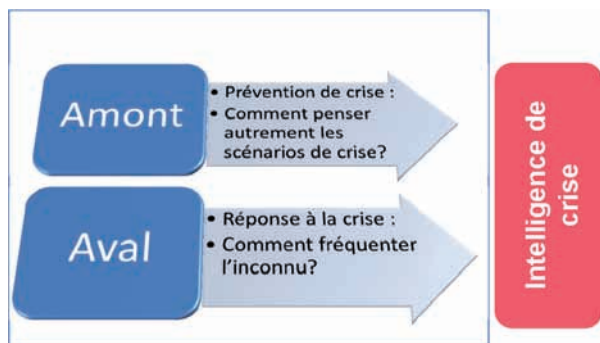 Amont
• Prévention de crise :
• Comment penser
autrement les
scénarios de crise?
Aval
• Réponse à la crise :
• Comment fréquenter
l'inconnu?
Intelligence de
crise